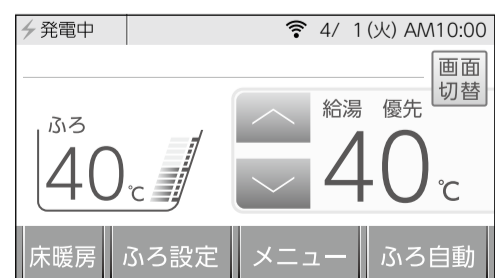 発電中 4/ 1(火) AM10:00
画面
切替
ふろ
40℃
給湯 優先
40℃
床暖房 ふろ設定 メニュー ふろ自動